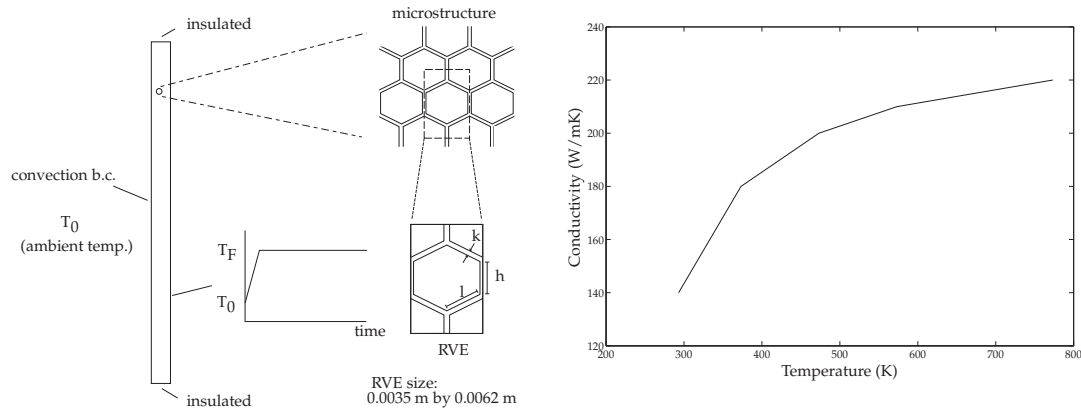 insulated
microstructure
convection b.c.
T0
(ambient temp.)
TF
T0
time
k
h
l
RVE
RVE size:
0.0035 m by 0.0062 m
insulated
Conductivity (W/mK)
240
220
200
180
160
140
120
200
300
400
500
600
700
800
Temperature (K)